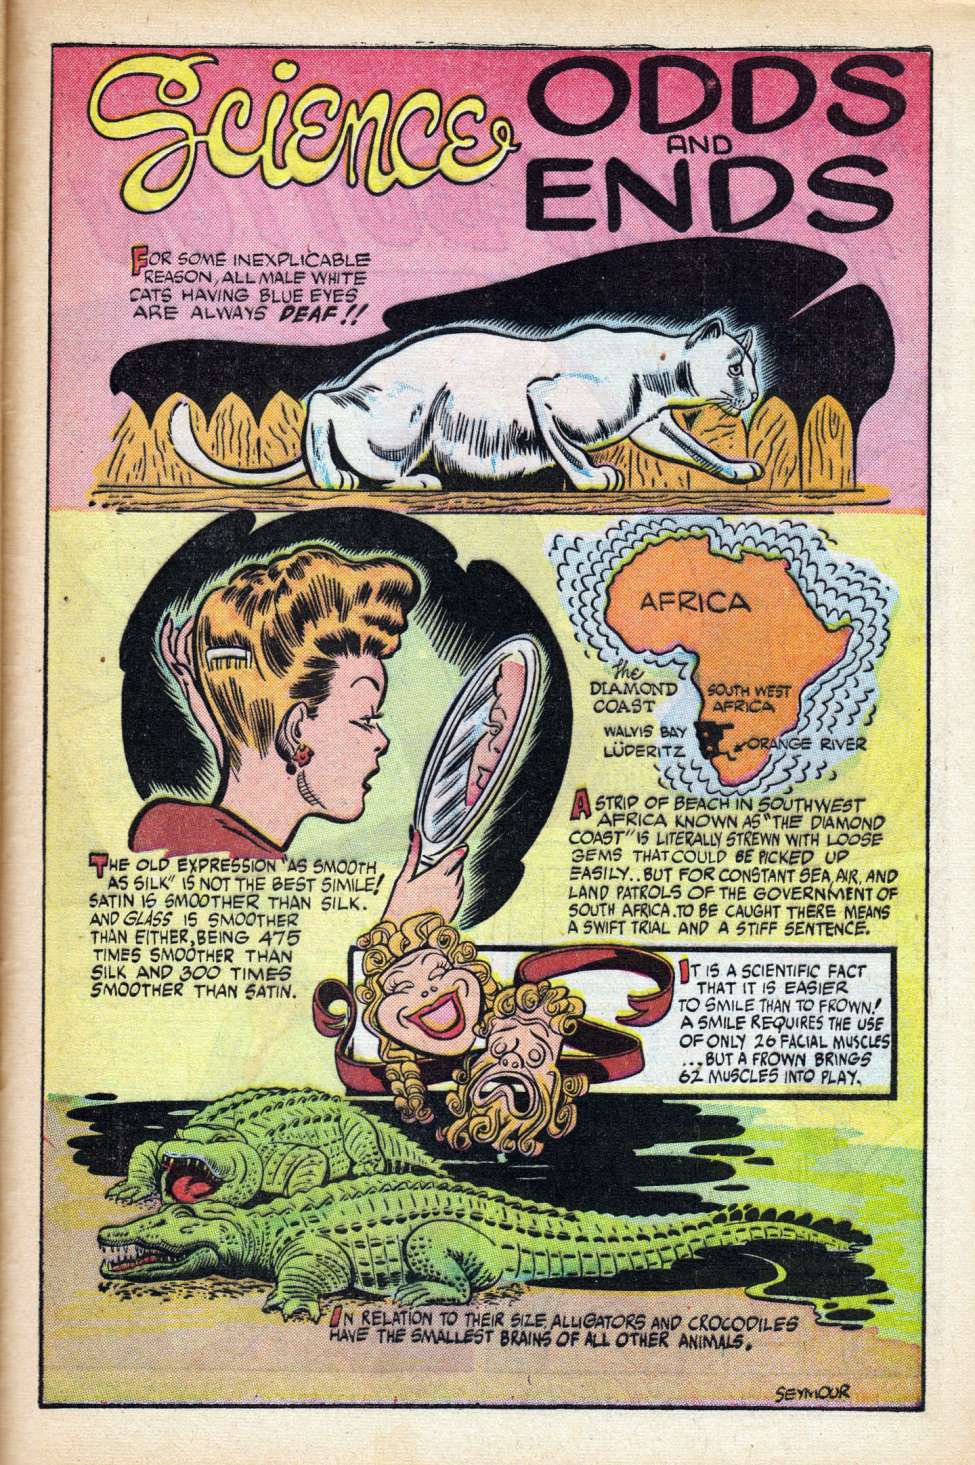 Science ODDS
AND
ENDS
FOR SOME INEXPLICABLE
REASON, ALL MALE WHITE
CATS HAVING BLUE EYES
ARE ALWAYS DEAF!!
AFRICA
The
DIAMOND
COAST
SOUTH WEST
AFRICA
WALVIS BAY
LÜDERITZ
ORANGE RIVER
THE OLD EXPRESSION "AS SMOOTH
AS SILK" IS NOT THE BEST SIMILE!
SATIN IS SMOOTHER THAN SILK.
AND GLASS IS SMOOTHER
THAN EITHER, BEING 475
TIMES SMOOTHER THAN
SILK AND 300 TIMES
SMOOTHER THAN SATIN.
A STRIP OF BEACH IN SOUTHWEST
AFRICA KNOWN AS "THE DIAMOND
COAST" IS LITERALLY STREWN WITH LOOSE
GEMS THAT COULD BE PICKED UP
EASILY..BUT FOR CONSTANT SEA, AIR, AND
LAND PATROLS OF THE GOVERNMENT OF
SOUTH AFRICA. TO BE CAUGHT THERE MEANS
A SWIFT TRIAL AND A STIFF SENTENCE.
IT IS A SCIENTIFIC FACT
THAT IT IS EASIER
TO SMILE THAN TO FROWN!
A SMILE REQUIRES THE USE
OF ONLY 26 FACIAL MUSCLES
...BUT A FROWN BRINGS
62 MUSCLES INTO PLAY.
IN RELATION TO THEIR SIZE, ALLIGATORS AND CROCODILES
HAVE THE SMALLEST BRAINS OF ALL OTHER ANIMALS.
SEYMOUR